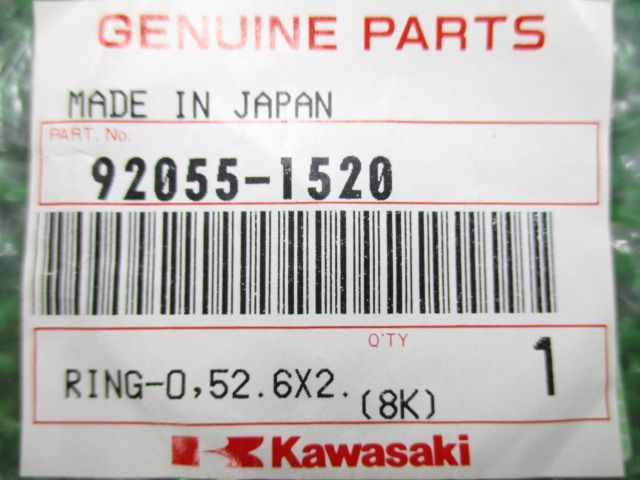 GENUINE PARTS
MADE IN JAPAN
PART. No.
92055-1520
Q'TY
1
RING-O,52.6X2.
(8K)
Kawasaki